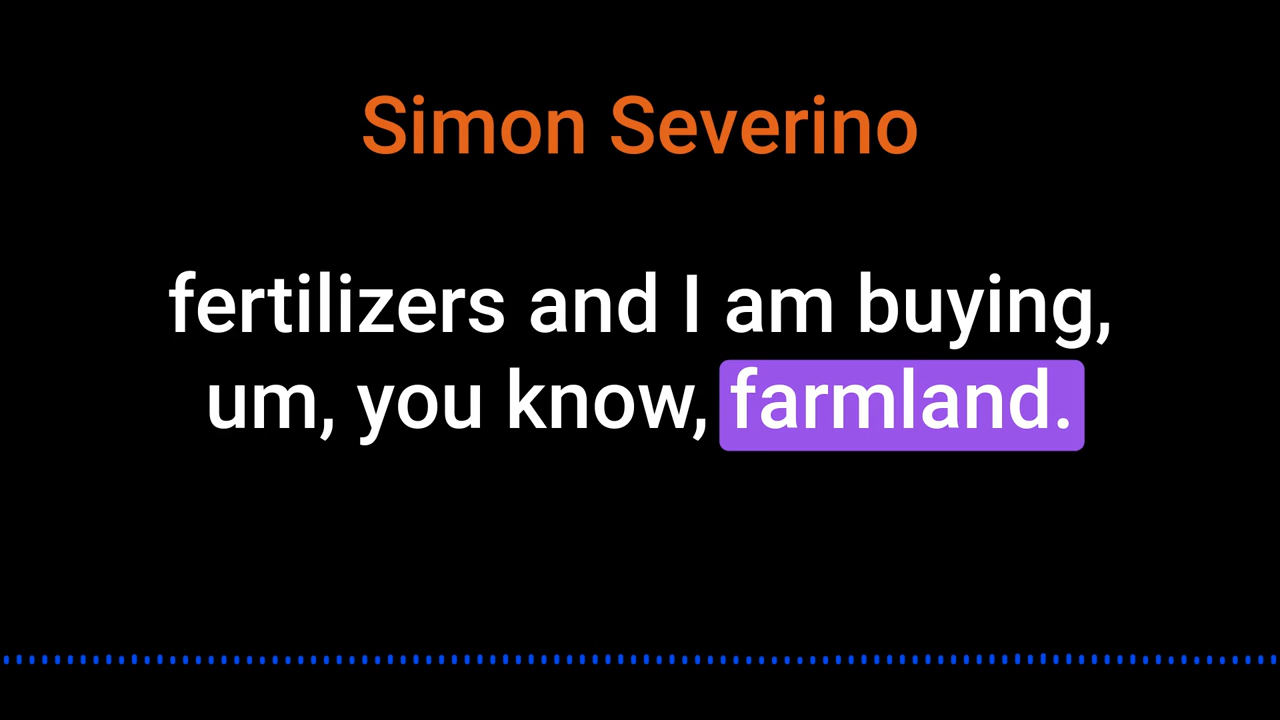 Simon Severino
fertilizers and I am buying,
um, you know, farmland.